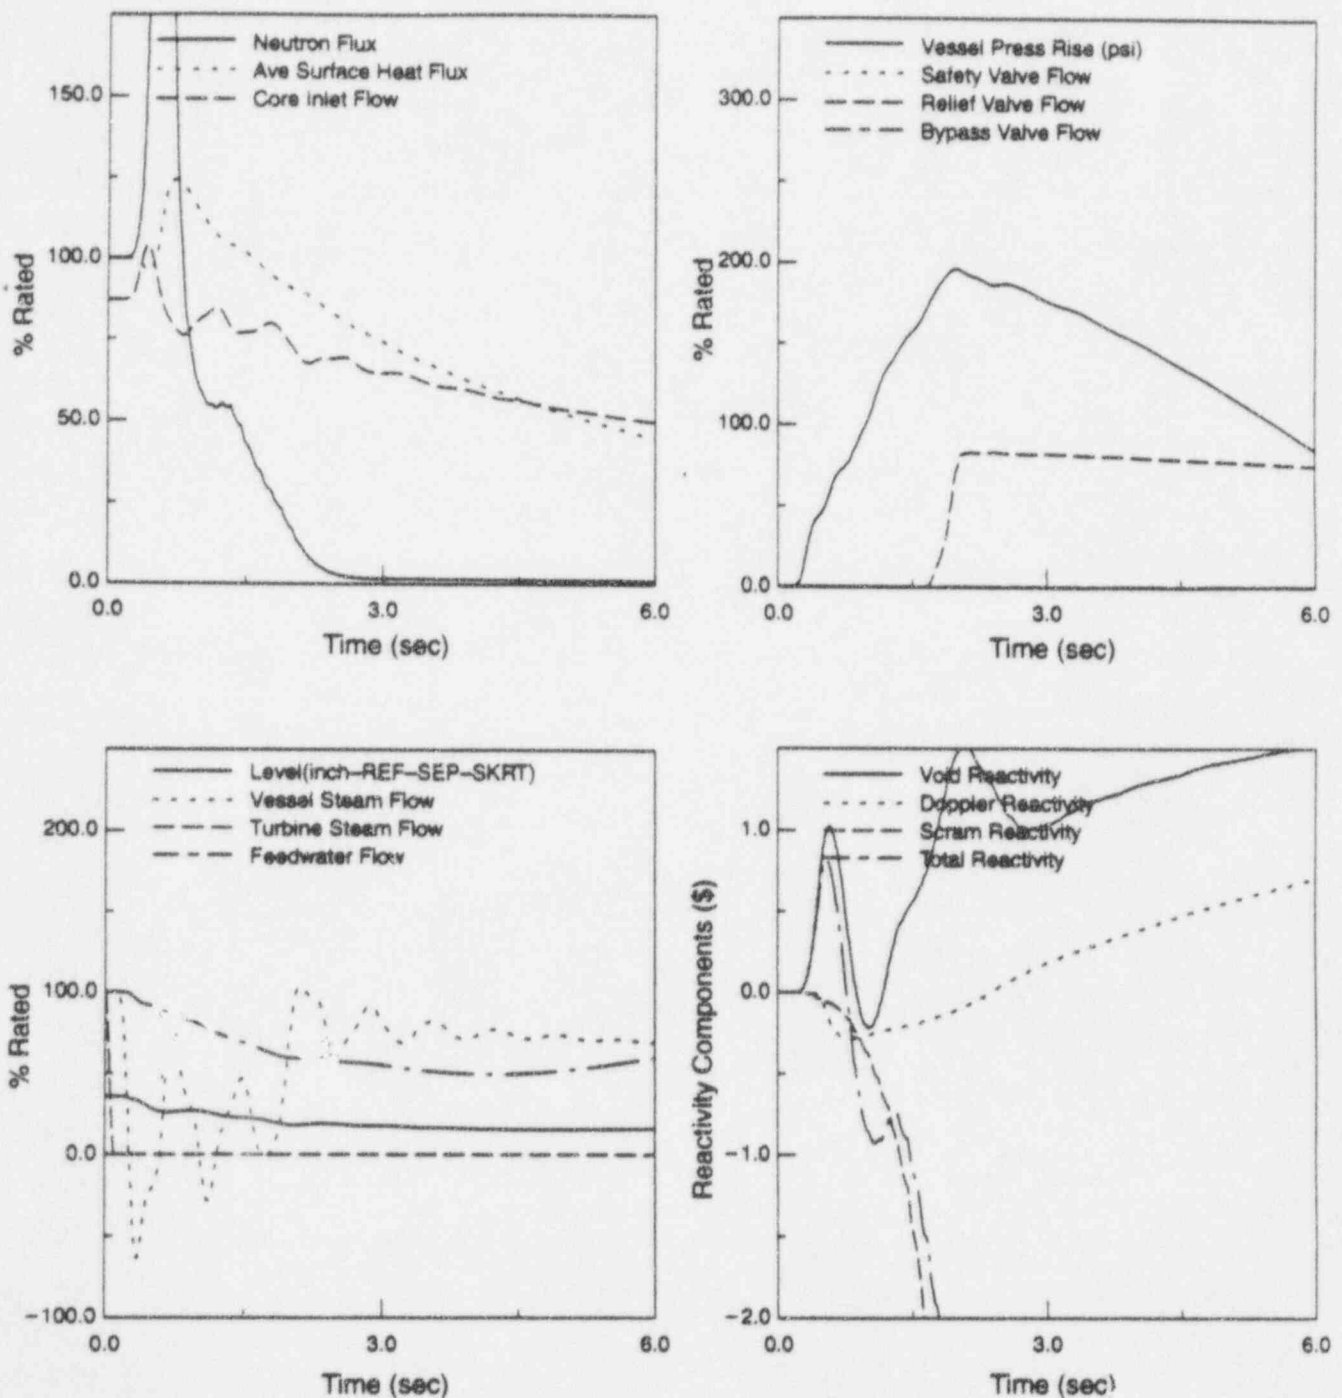 Neutron Flux
Ave Surface Heat Flux
Core Inlet Flow
150.0
100.0
50.0
0.0
% Rated
0.0 3.0 6.0
Time (sec)
Vessel Press Rise (psi)
Safety Valve Flow
Relief Valve Flow
Bypass Valve Flow
300.0
200.0
100.0
0.0
% Rated
0.0 3.0 6.0
Time (sec)
Level(inch-REF-SEP-SKRT)
Vessel Steam Flow
Turbine Steam Flow
Feedwater Flow
200.0
100.0
0.0
-100.0
% Rated
0.0 3.0 6.0
Time (sec)
Void Reactivity
Doppler Reactivity
Scram Reactivity
Total Reactivity
1.0
0.0
-1.0
-2.0
Reactivity Components ($)
0.0 3.0 6.0
Time (sec)